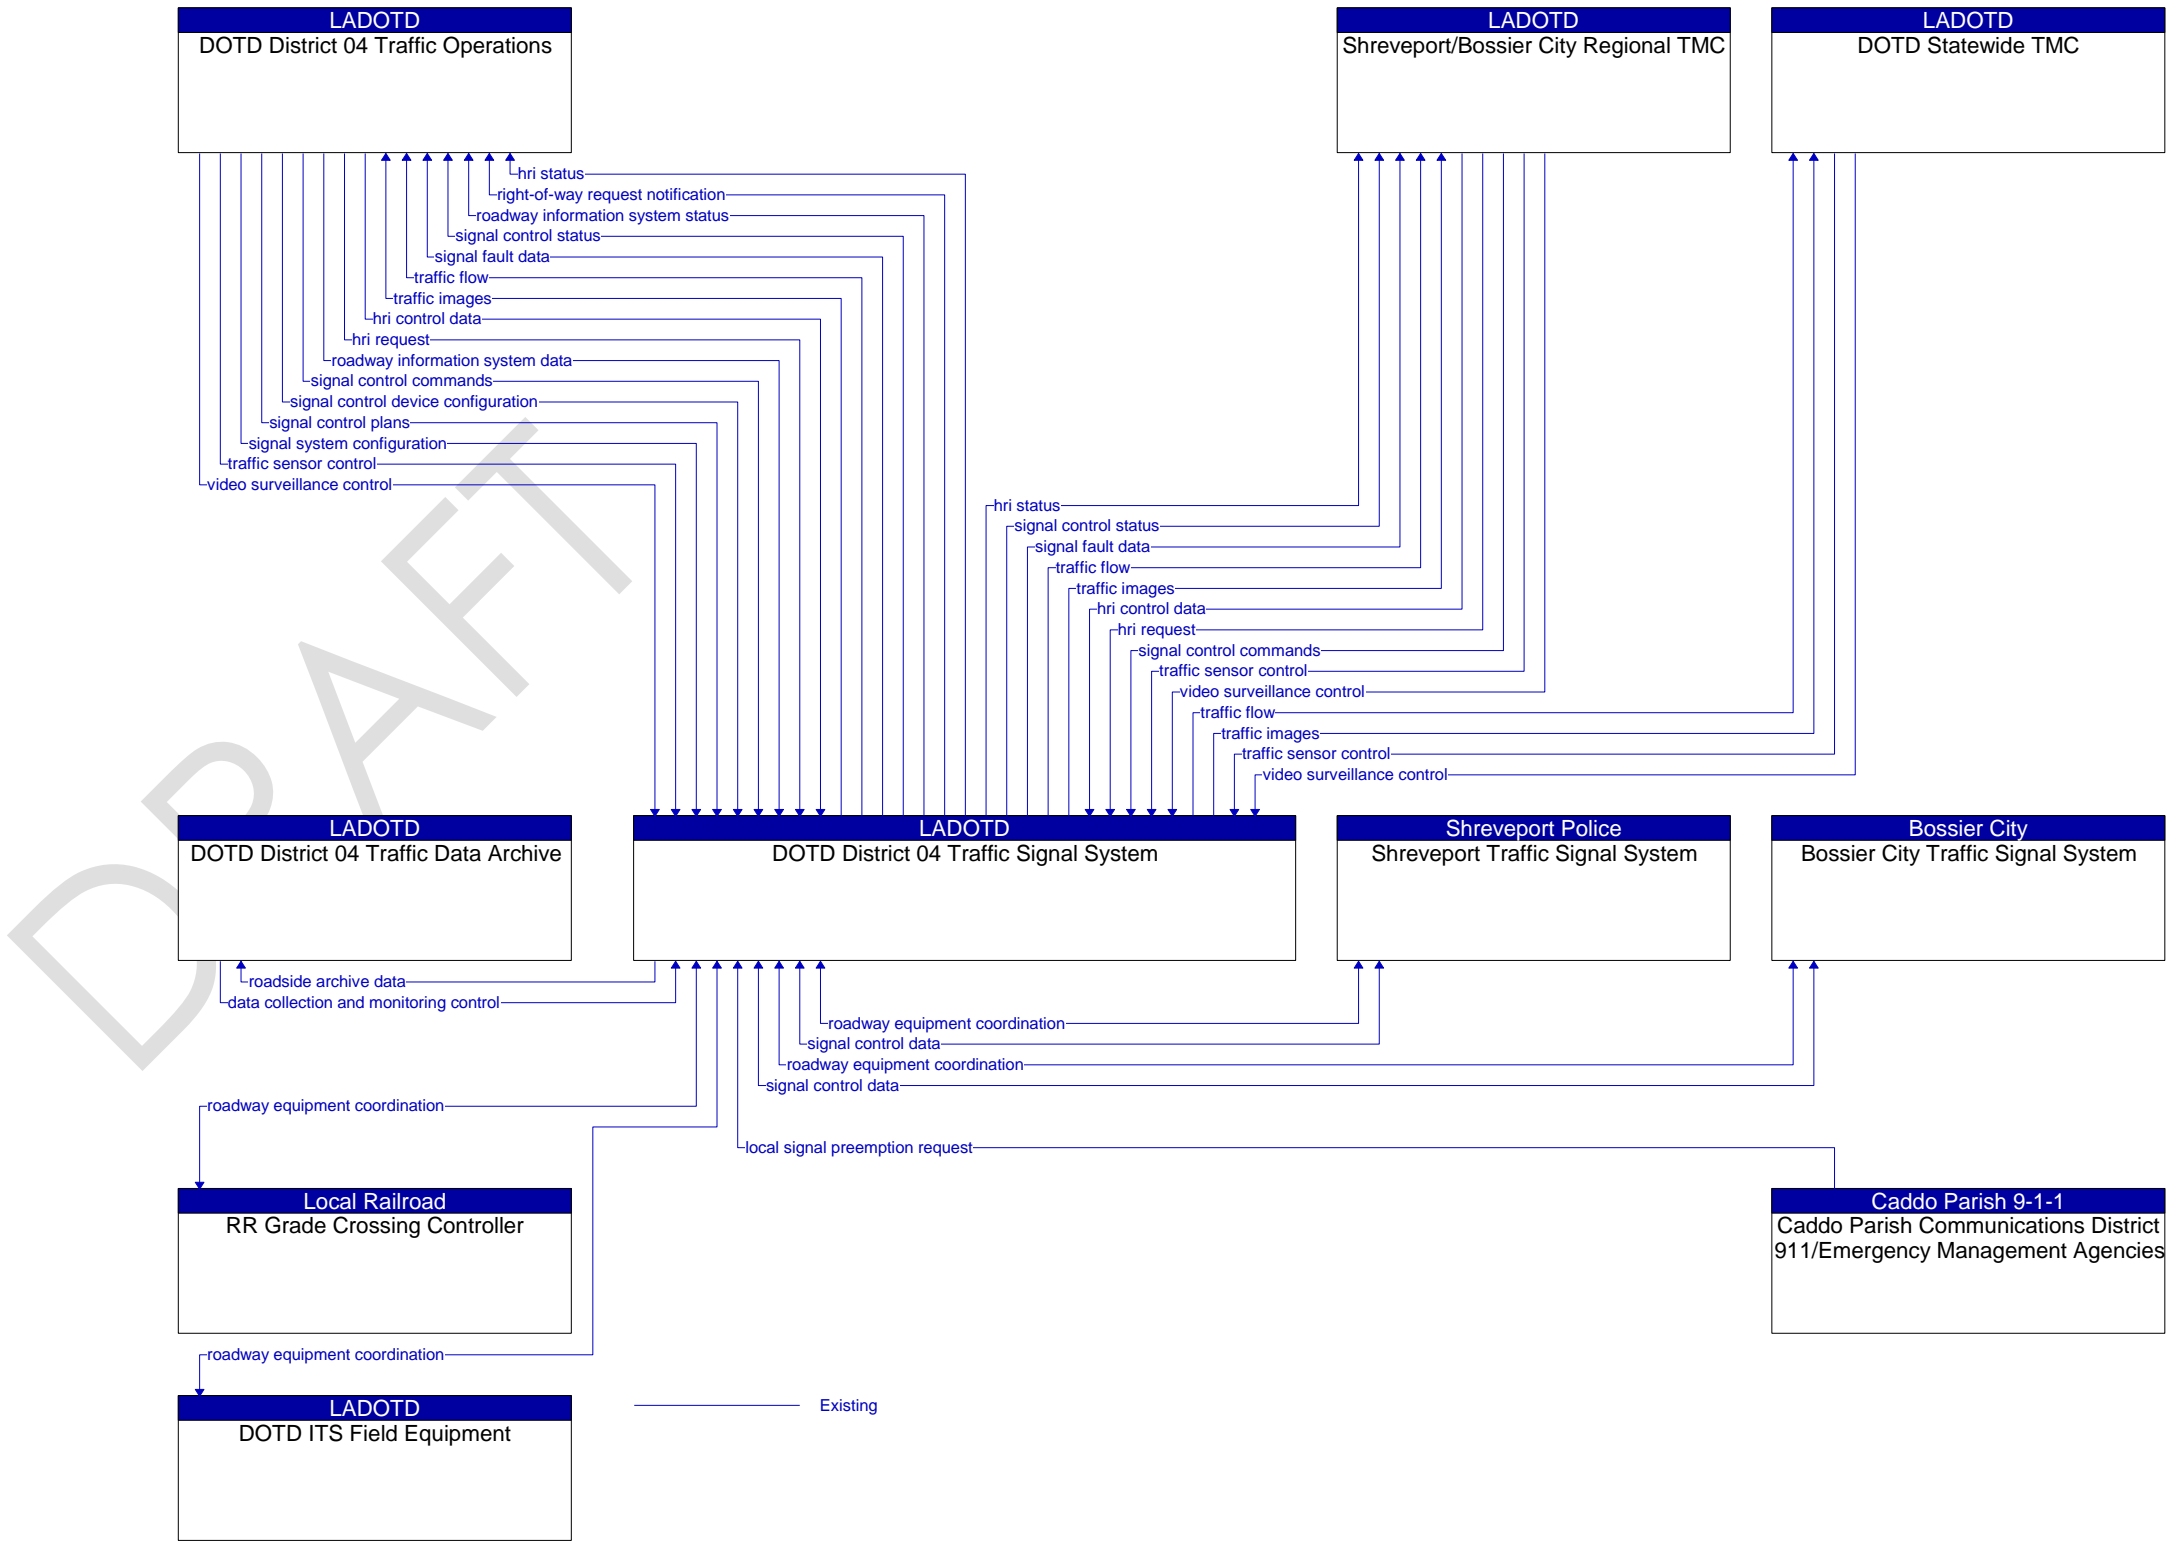 LADOTD
DOTD District 04 Traffic Operations
LADOTD
Shreveport/Bossier City Regional TMC
LADOTD
DOTD Statewide TMC
hri status
right-of-way request notification
roadway information system status
signal control status
signal fault data
traffic flow
traffic images
hri control data
hri request
roadway information system data
signal control commands
signal control device configuration
signal control plans
signal system configuration
traffic sensor control
video surveillance control
hri status
signal control status
signal fault data
traffic flow
traffic images
hri control data
hri request
signal control commands
traffic sensor control
video surveillance control
traffic flow
traffic images
traffic sensor control
video surveillance control
DRAFT
LADOTD
DOTD District 04 Traffic Data Archive
LADOTD
DOTD District 04 Traffic Signal System
Shreveport Police
Shreveport Traffic Signal System
Bossier City
Bossier City Traffic Signal System
roadside archive data
data collection and monitoring control
roadway equipment coordination
signal control data
roadway equipment coordination
signal control data
roadway equipment coordination
local signal preemption request
Local Railroad
RR Grade Crossing Controller
Caddo Parish 9-1-1
Caddo Parish Communications District
911/Emergency Management Agencies
roadway equipment coordination
LADOTD
DOTD ITS Field Equipment
Existing